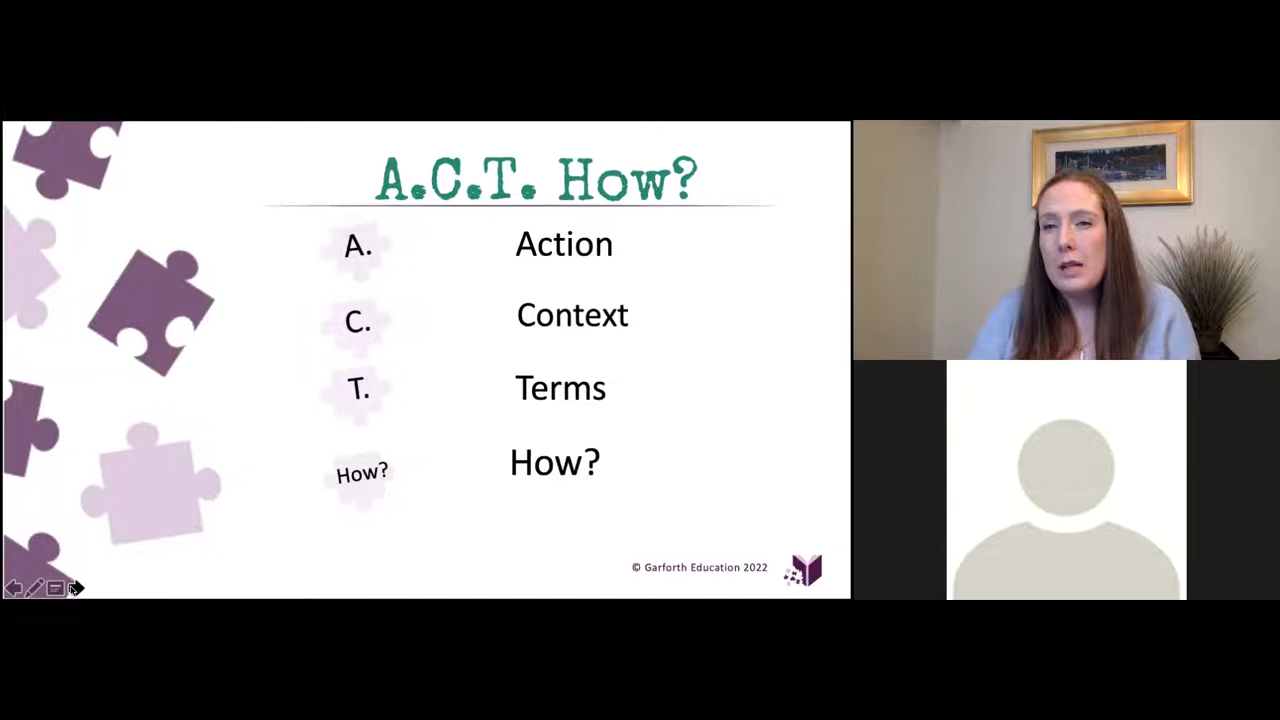 A.C.T. How?
A. Action
C. Context
T. Terms
How? How?
© Garforth Education 2022